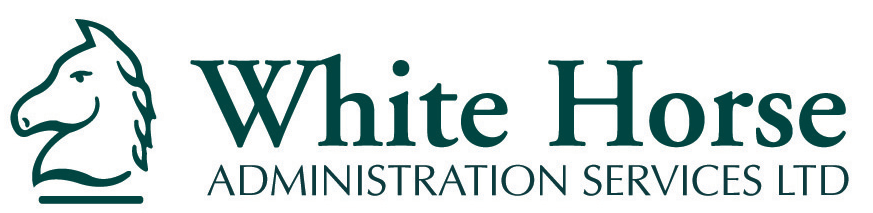 White Horse
ADMINISTRATION SERVICES LTD